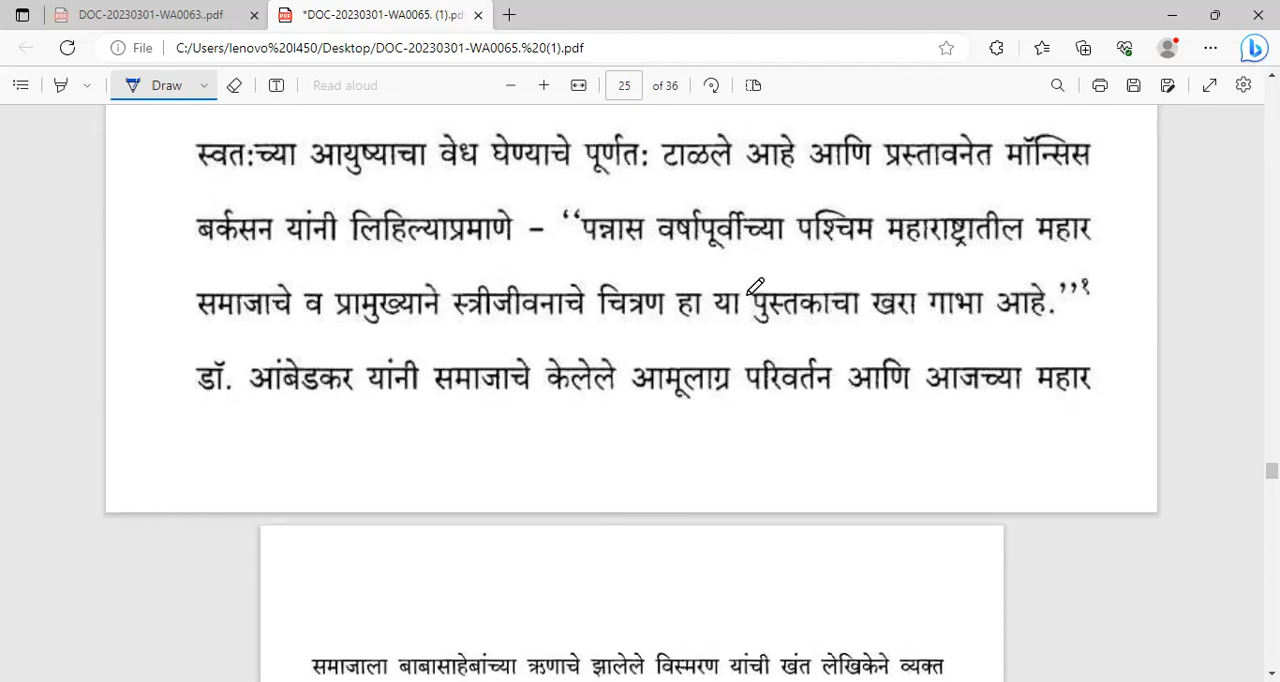 DOC-20230301-WA0063..pdf
*DOC-20230301-WA0065. (1).pd
File C:/Users/lenovo%20l450/Desktop/DOC-20230301-WA0065.%20(1).pdf
Draw Read aloud 25 of 36
स्वत:च्या आयुष्याचा वेध घेण्याचे पूर्णत: टाळले आहे आणि प्रस्तावनेत मॉन्सिस
बर्कसन यांनी लिहिल्याप्रमाणे – ‘‘पन्नास वर्षापूर्वीच्या पश्चिम महाराष्ट्रातील महार
समाजाचे व प्रामुख्याने स्त्रीजीवनाचे चित्रण हा या पुस्तकाचा खरा गाभा आहे.’’१
डॉ. आंबेडकर यांनी समाजाचे केलेले आमूलाग्र परिवर्तन आणि आजच्या महार
समाजाला बाबासाहेबांच्या ऋणाचे झालेले विस्मरण यांची खंत लेखिकेने व्यक्त